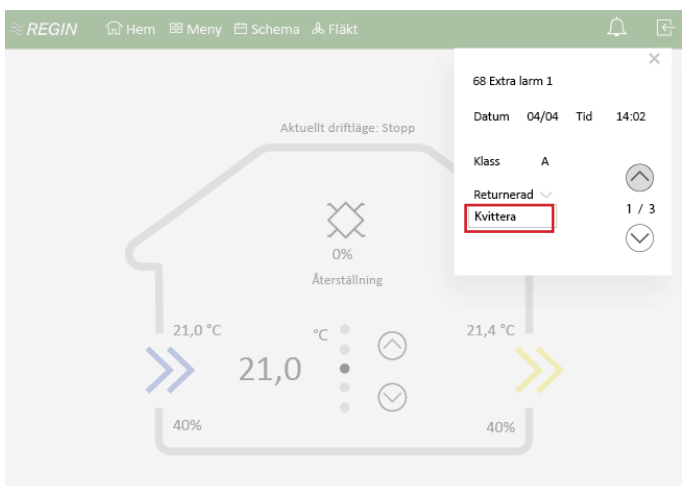 REGIN Hem Meny Schema Fläkt
68 Extra larm 1
Datum 04/04 Tid 14:02
Aktuellt driftläge: Stopp
Klass A
Returnerad
Kvittera
1 / 3
0%
Återställning
21,0 °C
°C
21,4 °C
21,0
40%
40%